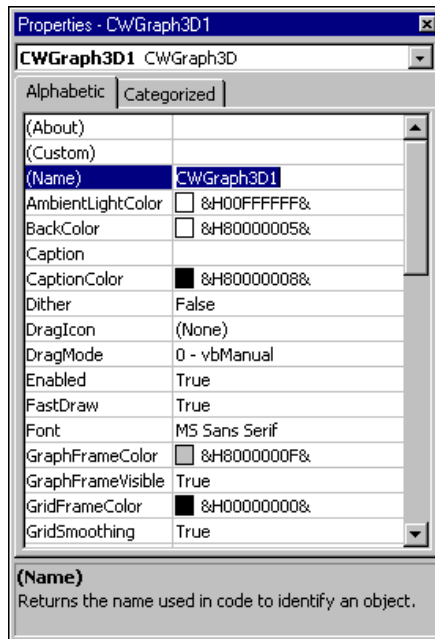 Properties - CWGraph3D1
CWGraph3D1 CWGraph3D
Alphabetic Categorized
(About)
(Custom)
(Name) CWGraph3D1
AmbientLightColor &H00FFFFFF&
BackColor &H80000005&
Caption
CaptionColor &H80000008&
Dither False
DragIcon (None)
DragMode 0 - vbManual
Enabled True
FastDraw True
Font MS Sans Serif
GraphFrameColor &H8000000F&
GraphFrameVisible True
GridFrameColor &H00000000&
GridSmoothing True
(Name)
Returns the name used in code to identify an object.